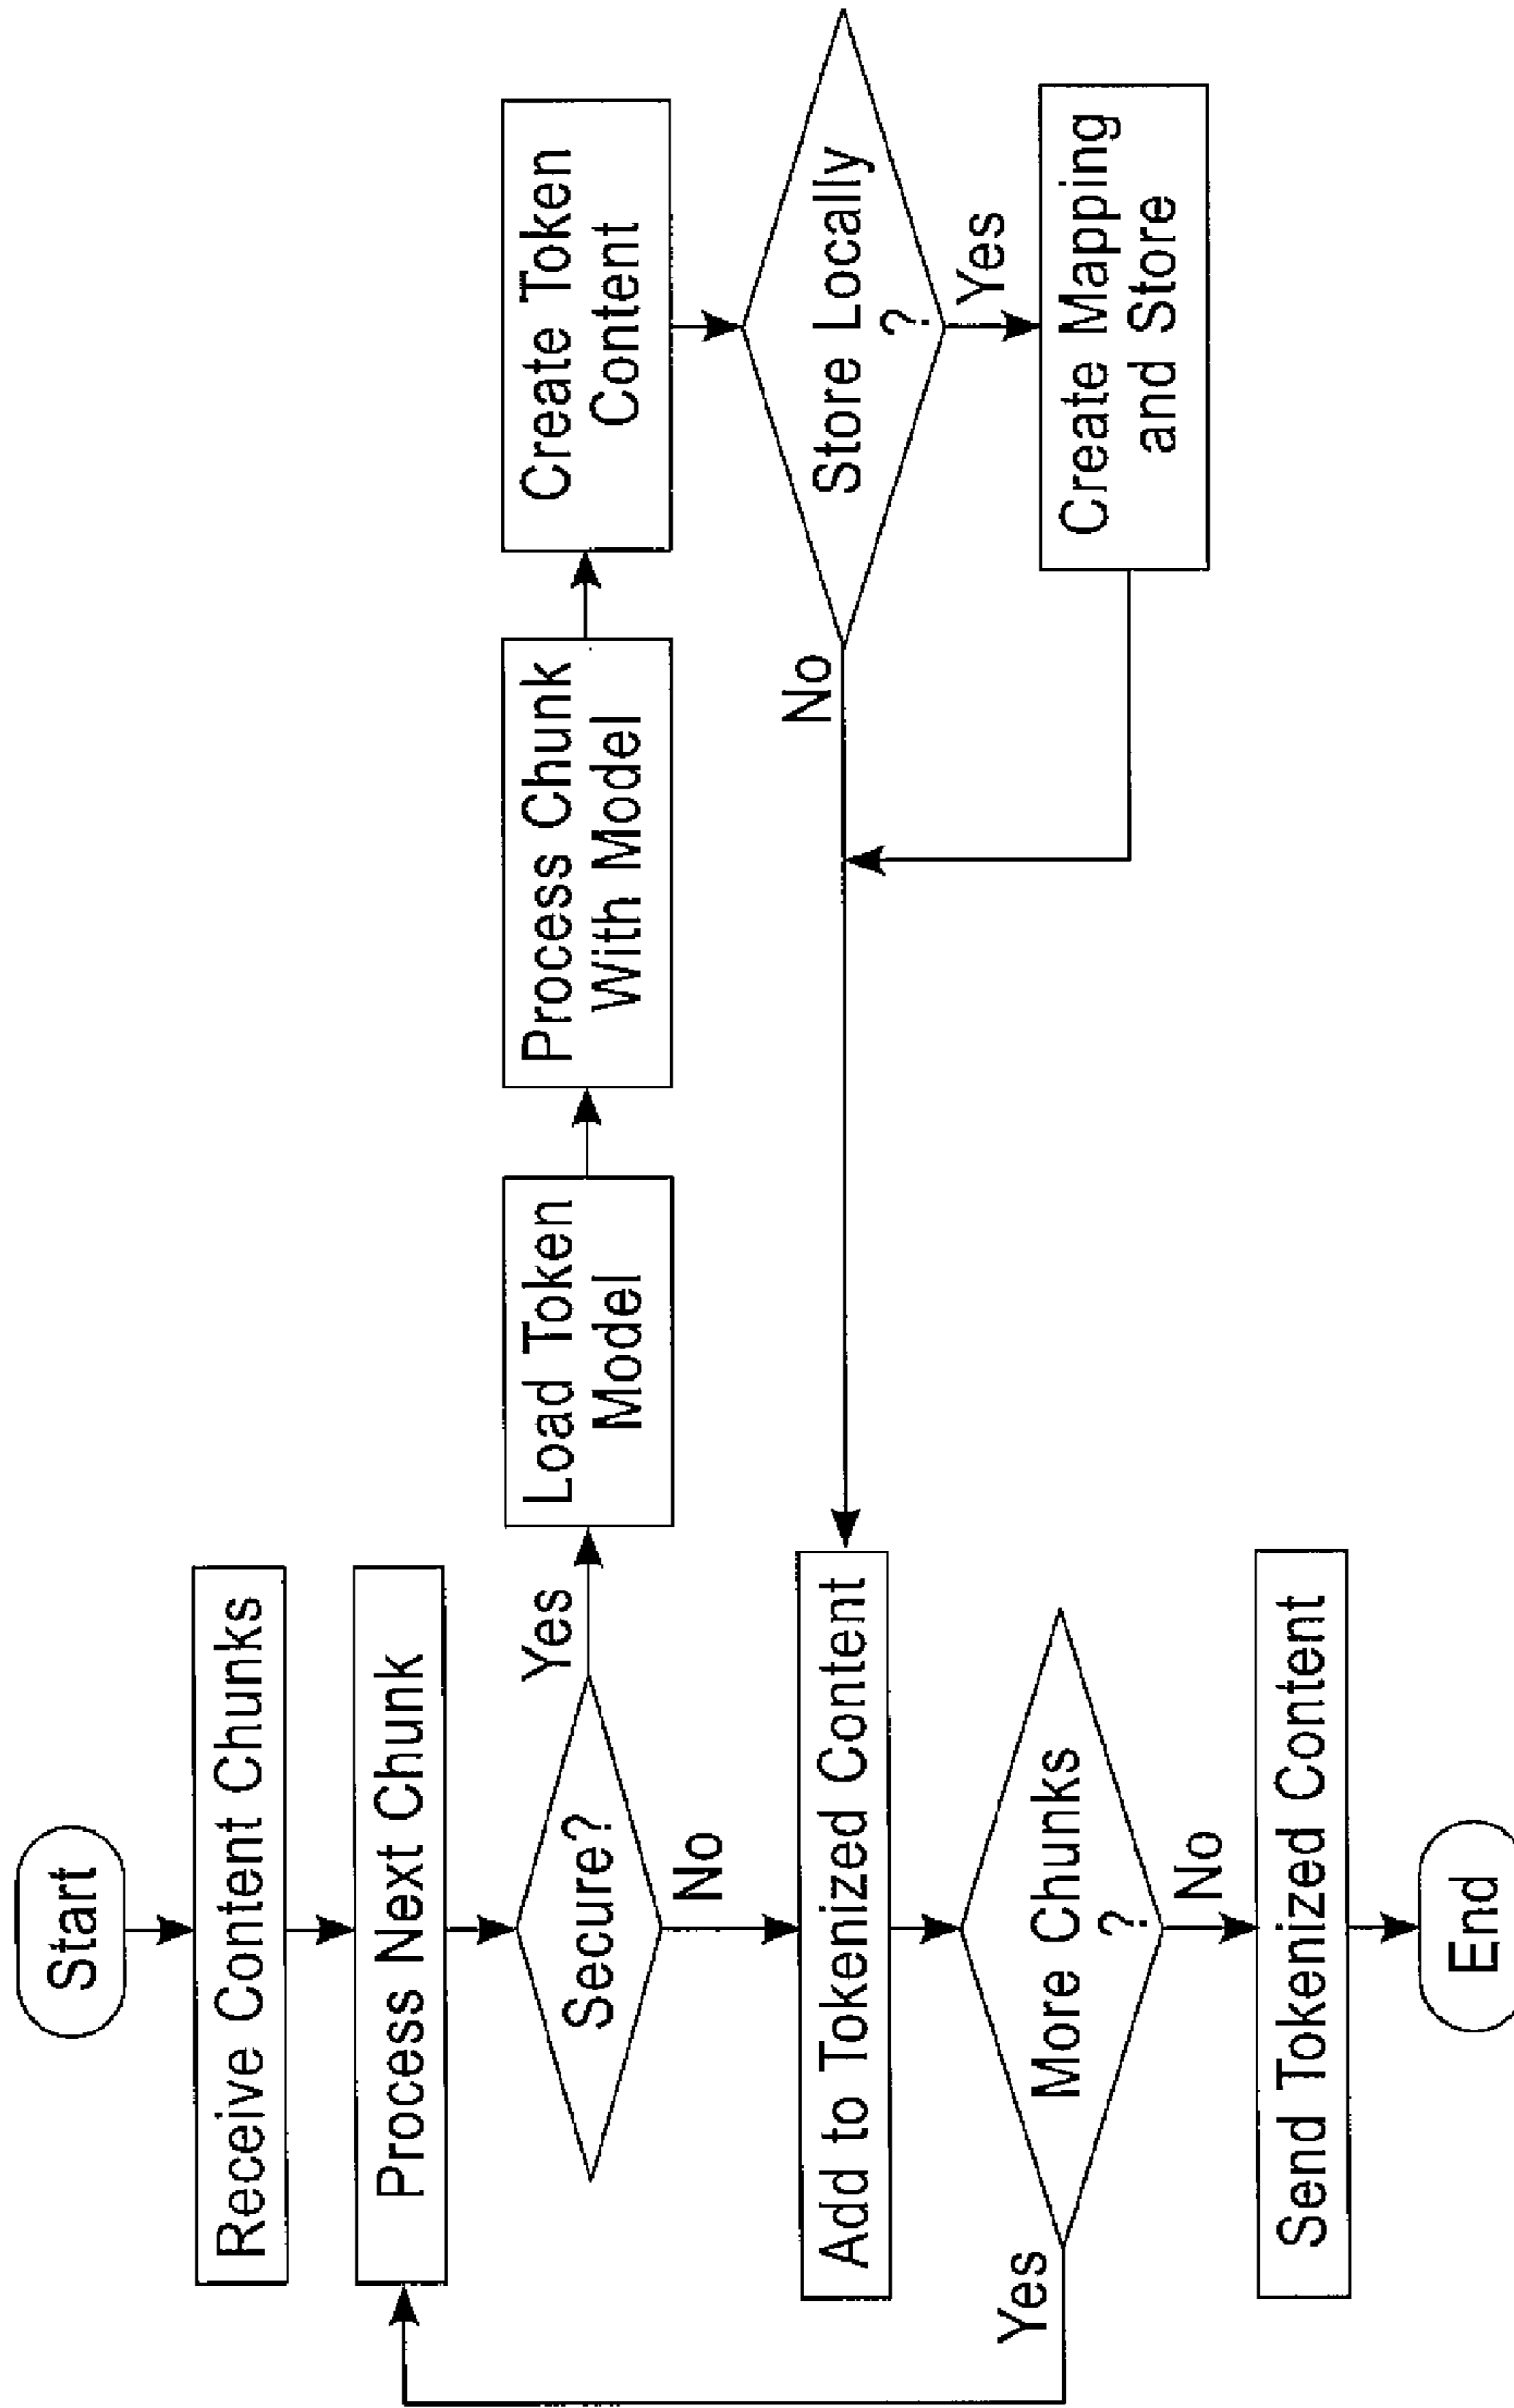 Start
Receive Content Chunks
Process Next Chunk
Secure?
Yes
No
Load Token
Model
Process Chunk
With Model
Create Token
Content
Store Locally
?
No
Yes
Create Mapping
and Store
Add to Tokenized Content
More Chunks
?
Yes
No
Send Tokenized Content
End